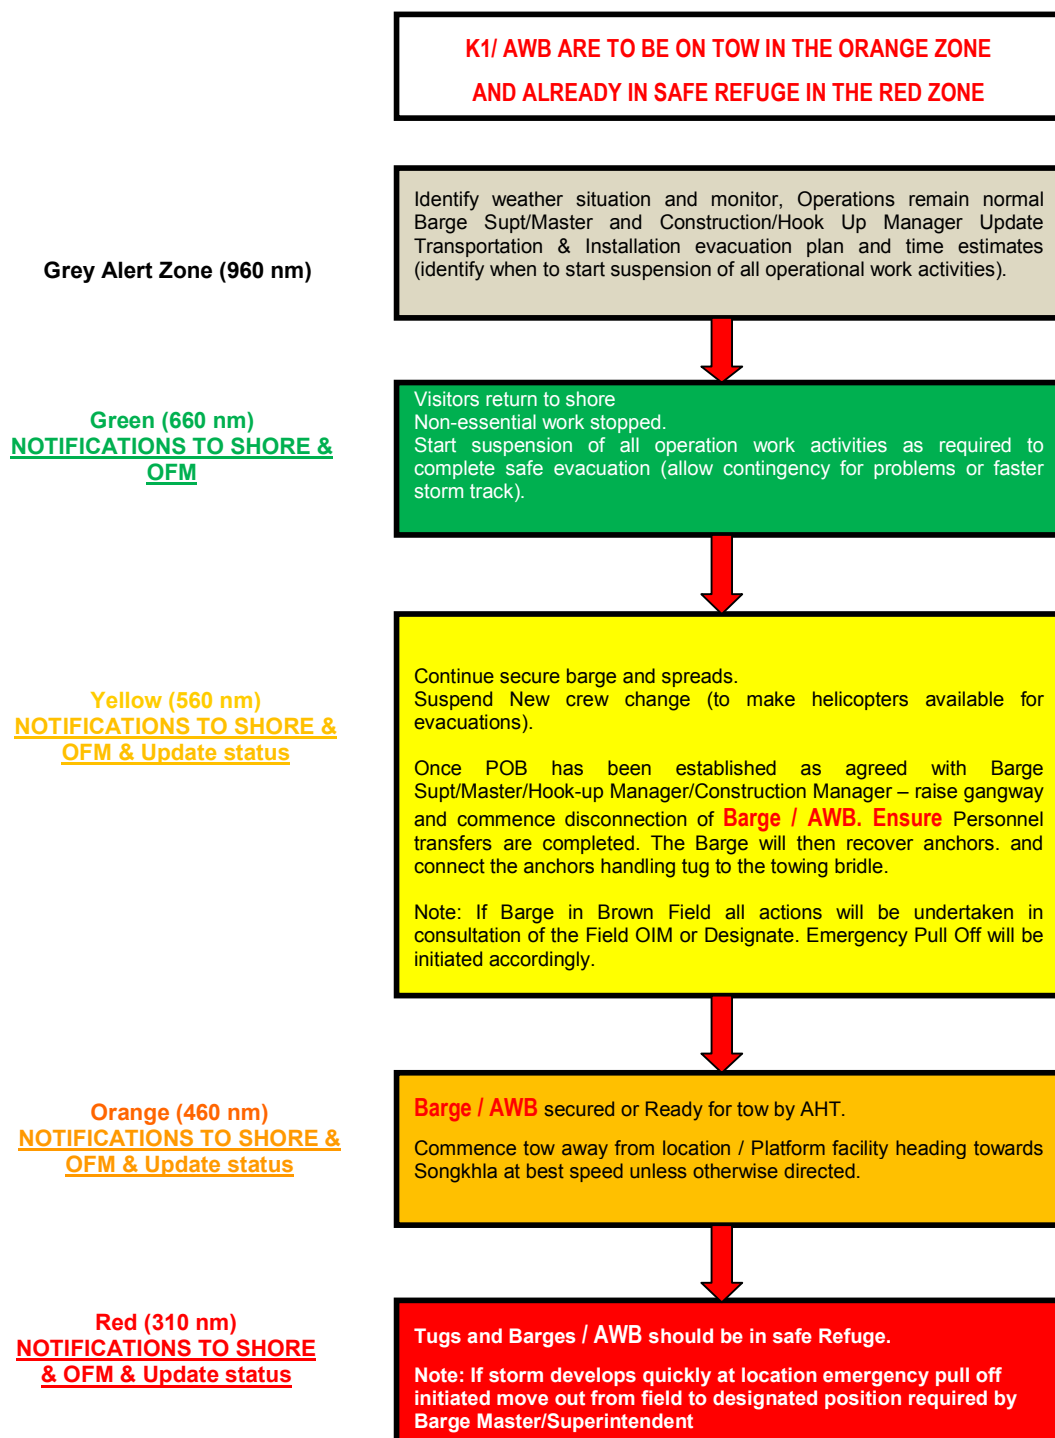 K1/ AWB ARE TO BE ON TOW IN THE ORANGE ZONE
AND ALREADY IN SAFE REFUGE IN THE RED ZONE
Grey Alert Zone (960 nm)
Identify weather situation and monitor, Operations remain normal
Barge Supt/Master and Construction/Hook Up Manager Update
Transportation & Installation evacuation plan and time estimates
(identify when to start suspension of all operational work activities).
Green (660 nm)
NOTIFICATIONS TO SHORE &
OFM
Visitors return to shore
Non-essential work stopped.
Start suspension of all operation work activities as required to
complete safe evacuation (allow contingency for problems or faster
storm track).
Yellow (560 nm)
NOTIFICATIONS TO SHORE &
OFM & Update status
Continue secure barge and spreads.
Suspend New crew change (to make helicopters available for
evacuations).
Once POB has been established as agreed with Barge
Supt/Master/Hook-up Manager/Construction Manager – raise gangway
and commence disconnection of Barge / AWB. Ensure Personnel
transfers are completed. The Barge will then recover anchors. and
connect the anchors handling tug to the towing bridle.
Note: If Barge in Brown Field all actions will be undertaken in
consultation of the Field OIM or Designate. Emergency Pull Off will be
initiated accordingly.
Orange (460 nm)
NOTIFICATIONS TO SHORE &
OFM & Update status
Barge / AWB secured or Ready for tow by AHT.
Commence tow away from location / Platform facility heading towards
Songkhla at best speed unless otherwise directed.
Red (310 nm)
NOTIFICATIONS TO SHORE
& OFM & Update status
Tugs and Barges / AWB should be in safe Refuge.
Note: If storm develops quickly at location emergency pull off
initiated move out from field to designated position required by
Barge Master/Superintendent